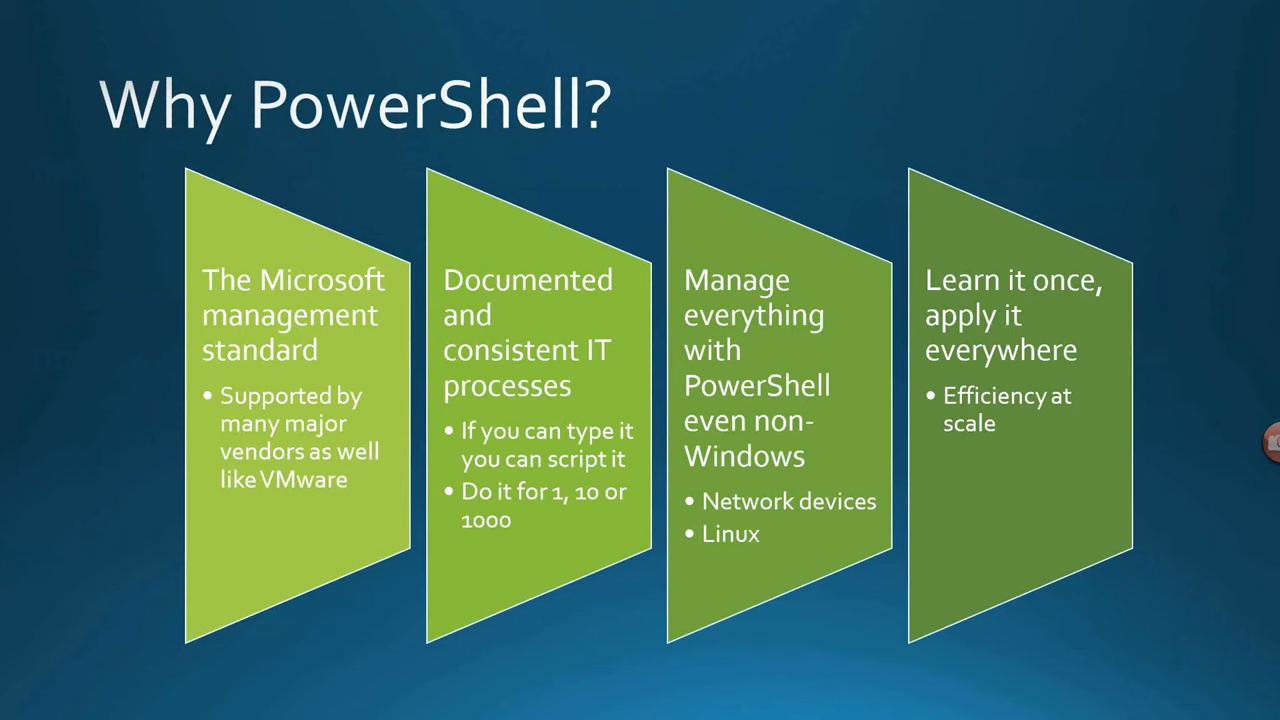 Why PowerShell?
The Microsoft
management
standard
• Supported by
many major
vendors as well
like VMware
Documented
and
consistent IT
processes
• If you can type it
you can script it
• Do it for 1, 10 or
1000
Manage
everything
with
PowerShell
even non-
Windows
• Network devices
• Linux
Learn it once,
apply it
everywhere
• Efficiency at
scale